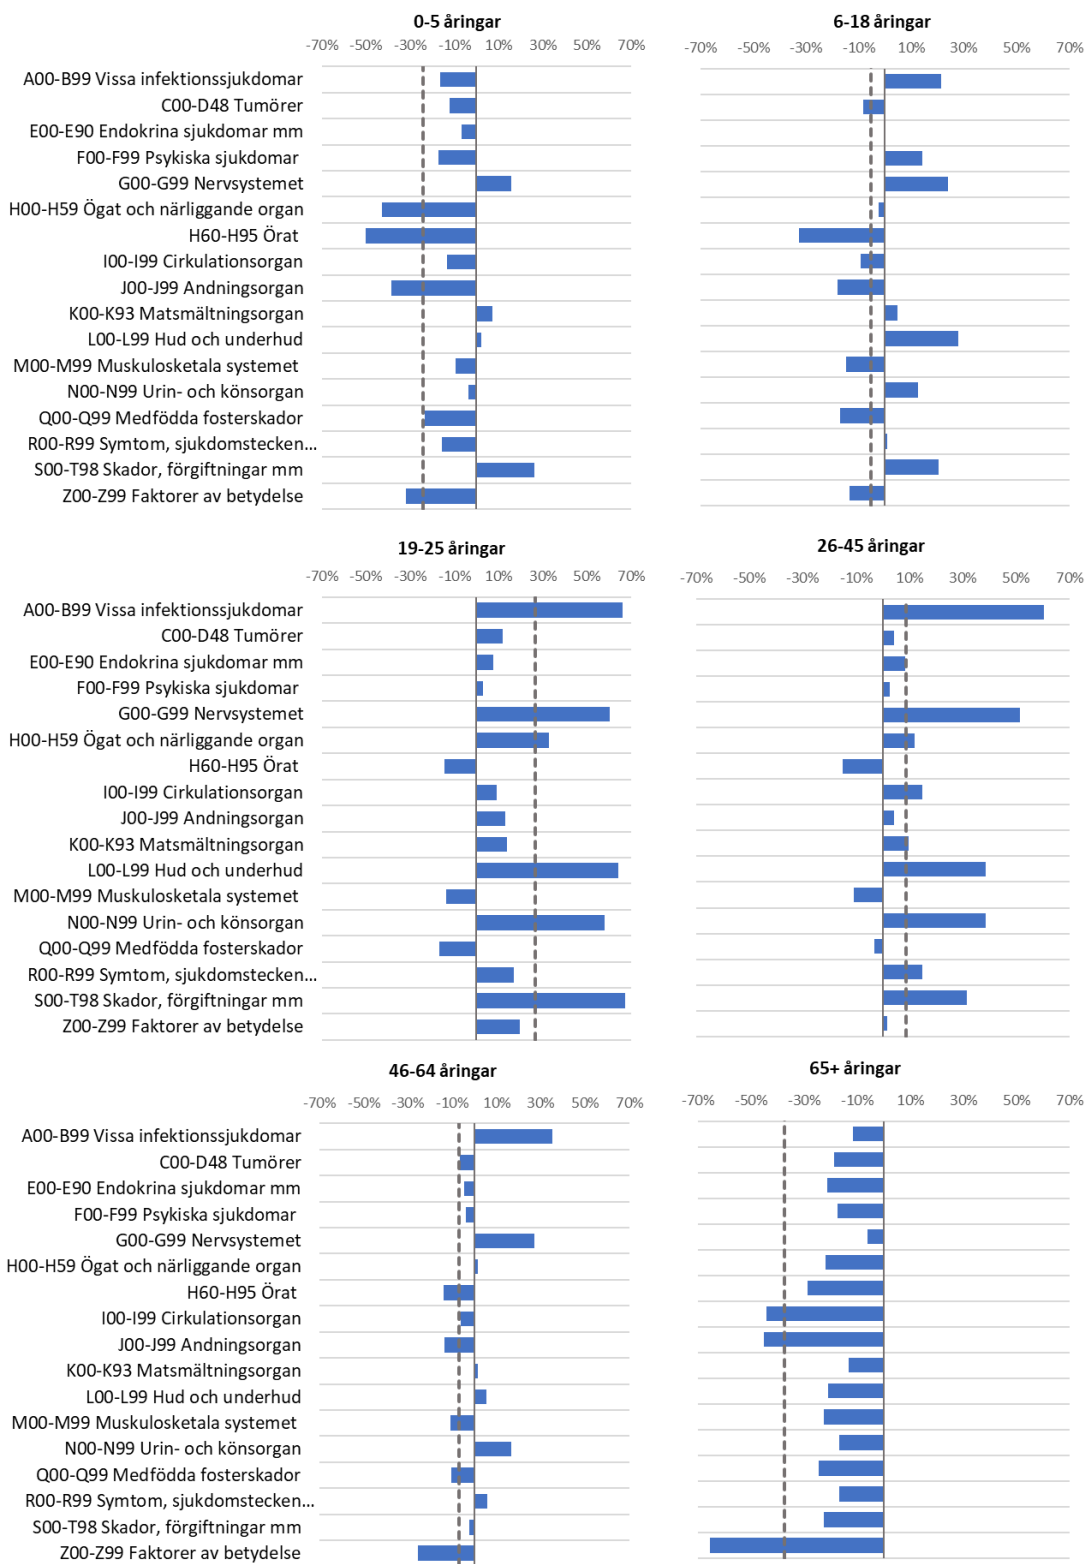 0-5 åringar
-70% -50% -30% -10% 10% 30% 50% 70%
A00-B99 Vissa infektionssjukdomar
C00-D48 Tumörer
E00-E90 Endokrina sjukdomar mm
F00-F99 Psykiska sjukdomar
G00-G99 Nervsystemet
H00-H59 Ögat och närliggande organ
H60-H95 Örat
I00-I99 Cirkulationsorgan
J00-J99 Andningsorgan
K00-K93 Matsmältningsorgan
L00-L99 Hud och underhud
M00-M99 Muskulosketala systemet
N00-N99 Urin- och könsorgan
Q00-Q99 Medfödda fosterskador
R00-R99 Symtom, sjukdomstecken...
S00-T98 Skador, förgiftningar mm
Z00-Z99 Faktorer av betydelse
6-18 åringar
-70% -50% -30% -10% 10% 30% 50% 70%
19-25 åringar
-70% -50% -30% -10% 10% 30% 50% 70%
A00-B99 Vissa infektionssjukdomar
C00-D48 Tumörer
E00-E90 Endokrina sjukdomar mm
F00-F99 Psykiska sjukdomar
G00-G99 Nervsystemet
H00-H59 Ögat och närliggande organ
H60-H95 Örat
I00-I99 Cirkulationsorgan
J00-J99 Andningsorgan
K00-K93 Matsmältningsorgan
L00-L99 Hud och underhud
M00-M99 Muskulosketala systemet
N00-N99 Urin- och könsorgan
Q00-Q99 Medfödda fosterskador
R00-R99 Symtom, sjukdomstecken...
S00-T98 Skador, förgiftningar mm
Z00-Z99 Faktorer av betydelse
26-45 åringar
-70% -50% -30% -10% 10% 30% 50% 70%
46-64 åringar
-70% -50% -30% -10% 10% 30% 50% 70%
A00-B99 Vissa infektionssjukdomar
C00-D48 Tumörer
E00-E90 Endokrina sjukdomar mm
F00-F99 Psykiska sjukdomar
G00-G99 Nervsystemet
H00-H59 Ögat och närliggande organ
H60-H95 Örat
I00-I99 Cirkulationsorgan
J00-J99 Andningsorgan
K00-K93 Matsmältningsorgan
L00-L99 Hud och underhud
M00-M99 Muskulosketala systemet
N00-N99 Urin- och könsorgan
Q00-Q99 Medfödda fosterskador
R00-R99 Symtom, sjukdomstecken...
S00-T98 Skador, förgiftningar mm
Z00-Z99 Faktorer av betydelse
65+ åringar
-70% -50% -30% -10% 10% 30% 50% 70%